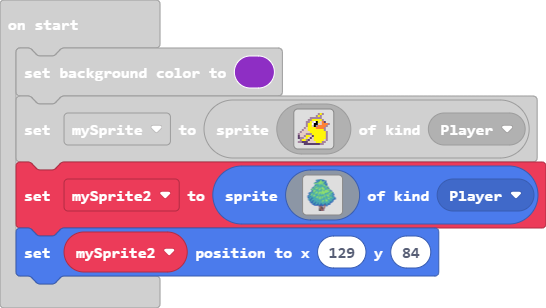 on start
set background color to
set mySprite to sprite of kind Player
set mySprite2 to sprite of kind Player
set mySprite2 position to x 129 y 84